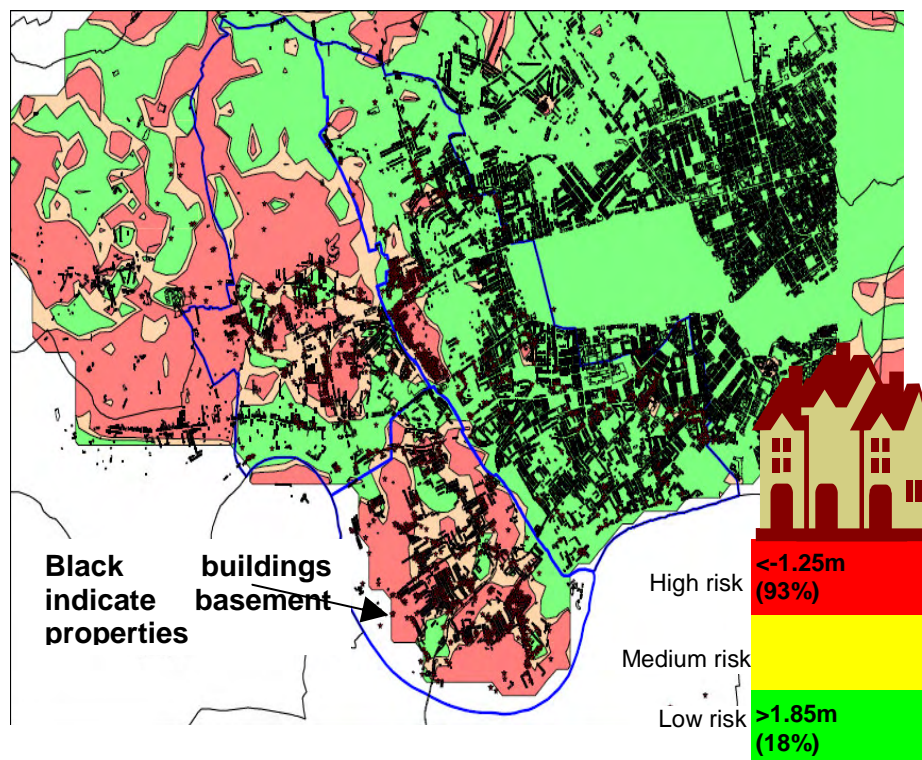 Black buildings
indicate basement
properties
High risk
<-1.25m
(93%)
Medium risk
Low risk
>1.85m
(18%)